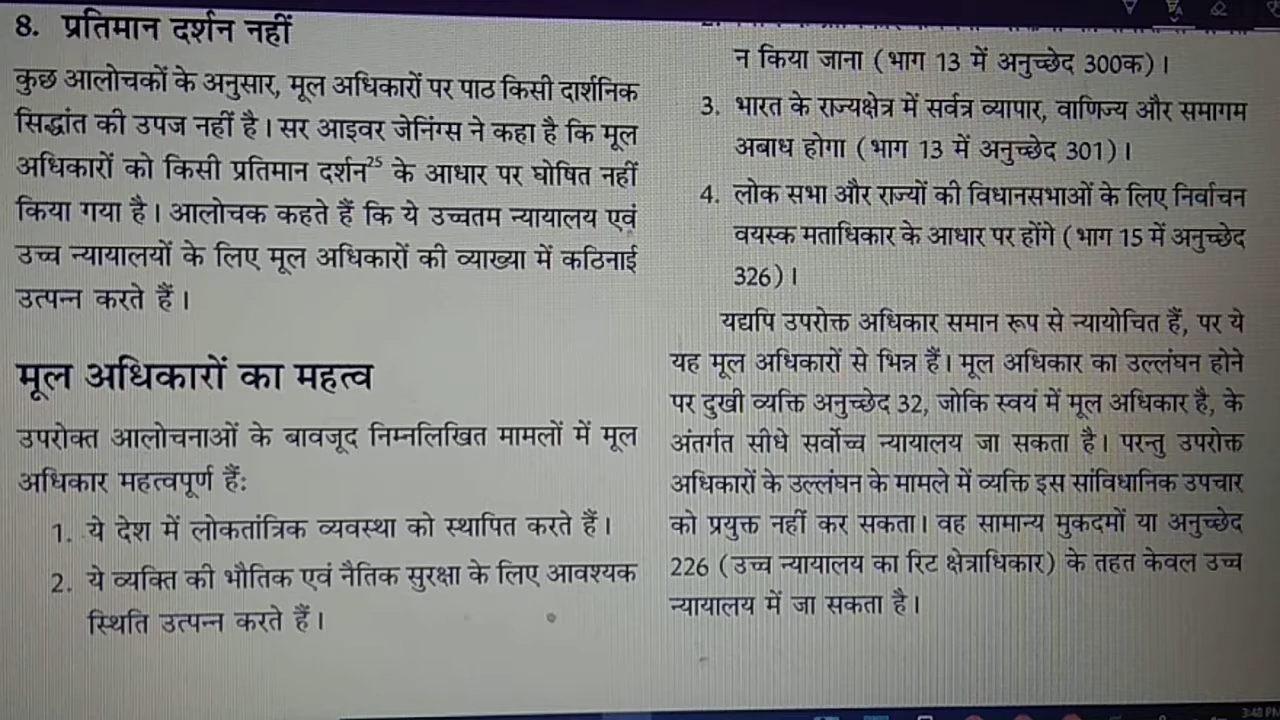 8. प्रतिमान दर्शन नहीं
कुछ आलोचकों के अनुसार, मूल अधिकारों पर पाठ किसी दार्शनिक
सिद्धांत की उपज नहीं है। सर आइवर जेनिंग्स ने कहा है कि मूल
अधिकारों को किसी प्रतिमान दर्शन25 के आधार पर घोषित नहीं
किया गया है। आलोचक कहते हैं कि ये उच्चतम न्यायालय एवं
उच्च न्यायालयों के लिए मूल अधिकारों की व्याख्या में कठिनाई
उत्पन्न करते हैं।
मूल अधिकारों का महत्व
उपरोक्त आलोचनाओं के बावजूद निम्नलिखित मामलों में मूल
अधिकार महत्वपूर्ण हैं:
1. ये देश में लोकतांत्रिक व्यवस्था को स्थापित करते हैं।
2. ये व्यक्ति की भौतिक एवं नैतिक सुरक्षा के लिए आवश्यक
स्थिति उत्पन्न करते हैं।
न किया जाना (भाग 13 में अनुच्छेद 300क)।
3. भारत के राज्यक्षेत्र में सर्वत्र व्यापार, वाणिज्य और समागम
अबाध होगा (भाग 13 में अनुच्छेद 301)।
4. लोक सभा और राज्यों की विधानसभाओं के लिए निर्वाचन
वयस्क मताधिकार के आधार पर होंगे (भाग 15 में अनुच्छेद
326)।
यद्यपि उपरोक्त अधिकार समान रूप से न्यायोचित हैं, पर ये
यह मूल अधिकारों से भिन्न हैं। मूल अधिकार का उल्लंघन होने
पर दुखी व्यक्ति अनुच्छेद 32, जोकि स्वयं में मूल अधिकार है, के
अंतर्गत सीधे सर्वोच्च न्यायालय जा सकता है। परन्तु उपरोक्त
अधिकारों के उल्लंघन के मामले में व्यक्ति इस सांविधानिक उपचार
को प्रयुक्त नहीं कर सकता। वह सामान्य मुकदमों या अनुच्छेद
226 (उच्च न्यायालय का रिट क्षेत्राधिकार) के तहत केवल उच्च
न्यायालय में जा सकता है।
3:48 PM